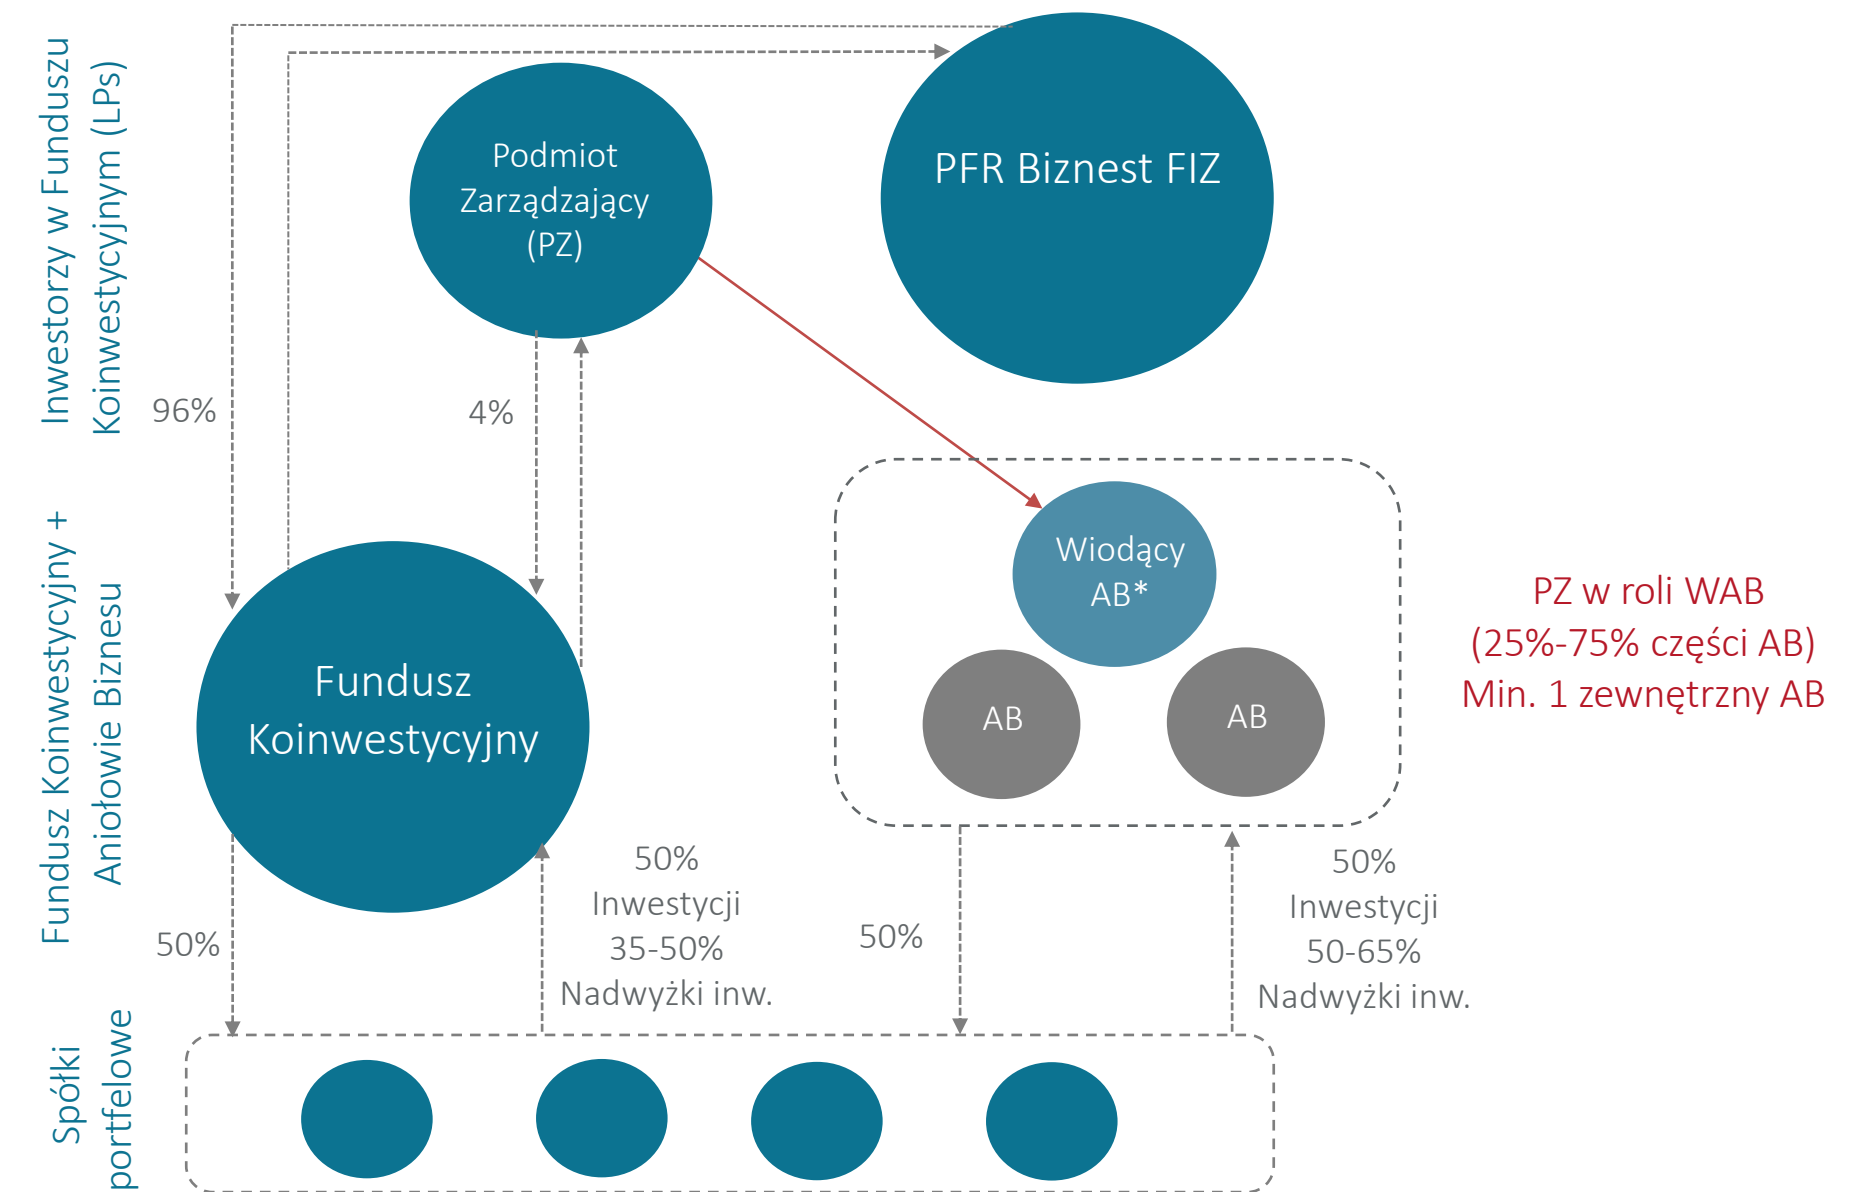 Inwestorzy w Funduszu
Koinwestycyjnym (LPs)
Podmiot
Zarządzający
(PZ)
PFR Biznest FIZ
96%
4%
Fundusz Koinwestycyjny +
Aniołowie Biznesu
Fundusz
Koinwestycyjny
Wiodący
AB*
AB
AB
PZ w roli WAB
(25%-75% części AB)
Min. 1 zewnętrzny AB
50%
50%
Inwestycji
35-50%
Nadwyżki inw.
50%
50%
Inwestycji
50-65%
Nadwyżki inw.
Spółki
portfelowe